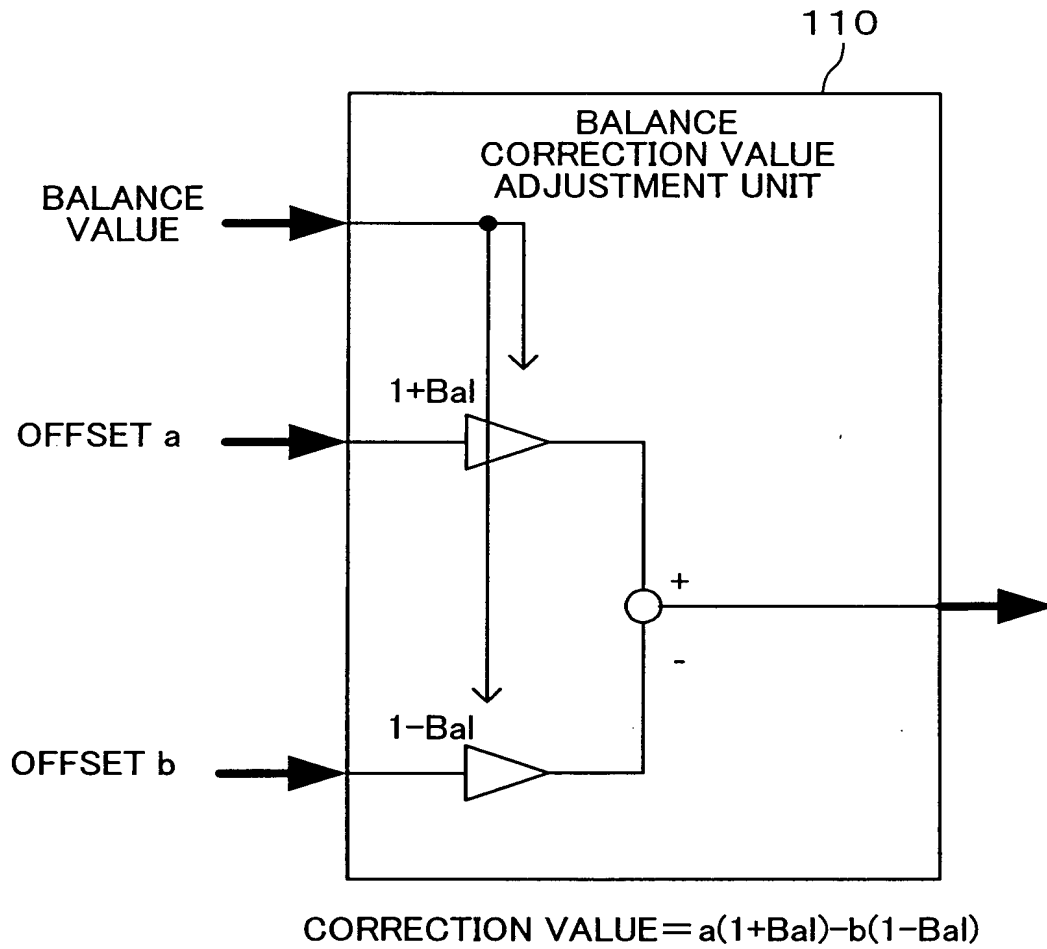 110
BALANCE
CORRECTION VALUE
ADJUSTMENT UNIT
BALANCE
VALUE
1+Bal
OFFSET a
+
-
1-Bal
OFFSET b
CORRECTION VALUE=a(1+Bal)-b(1-Bal)